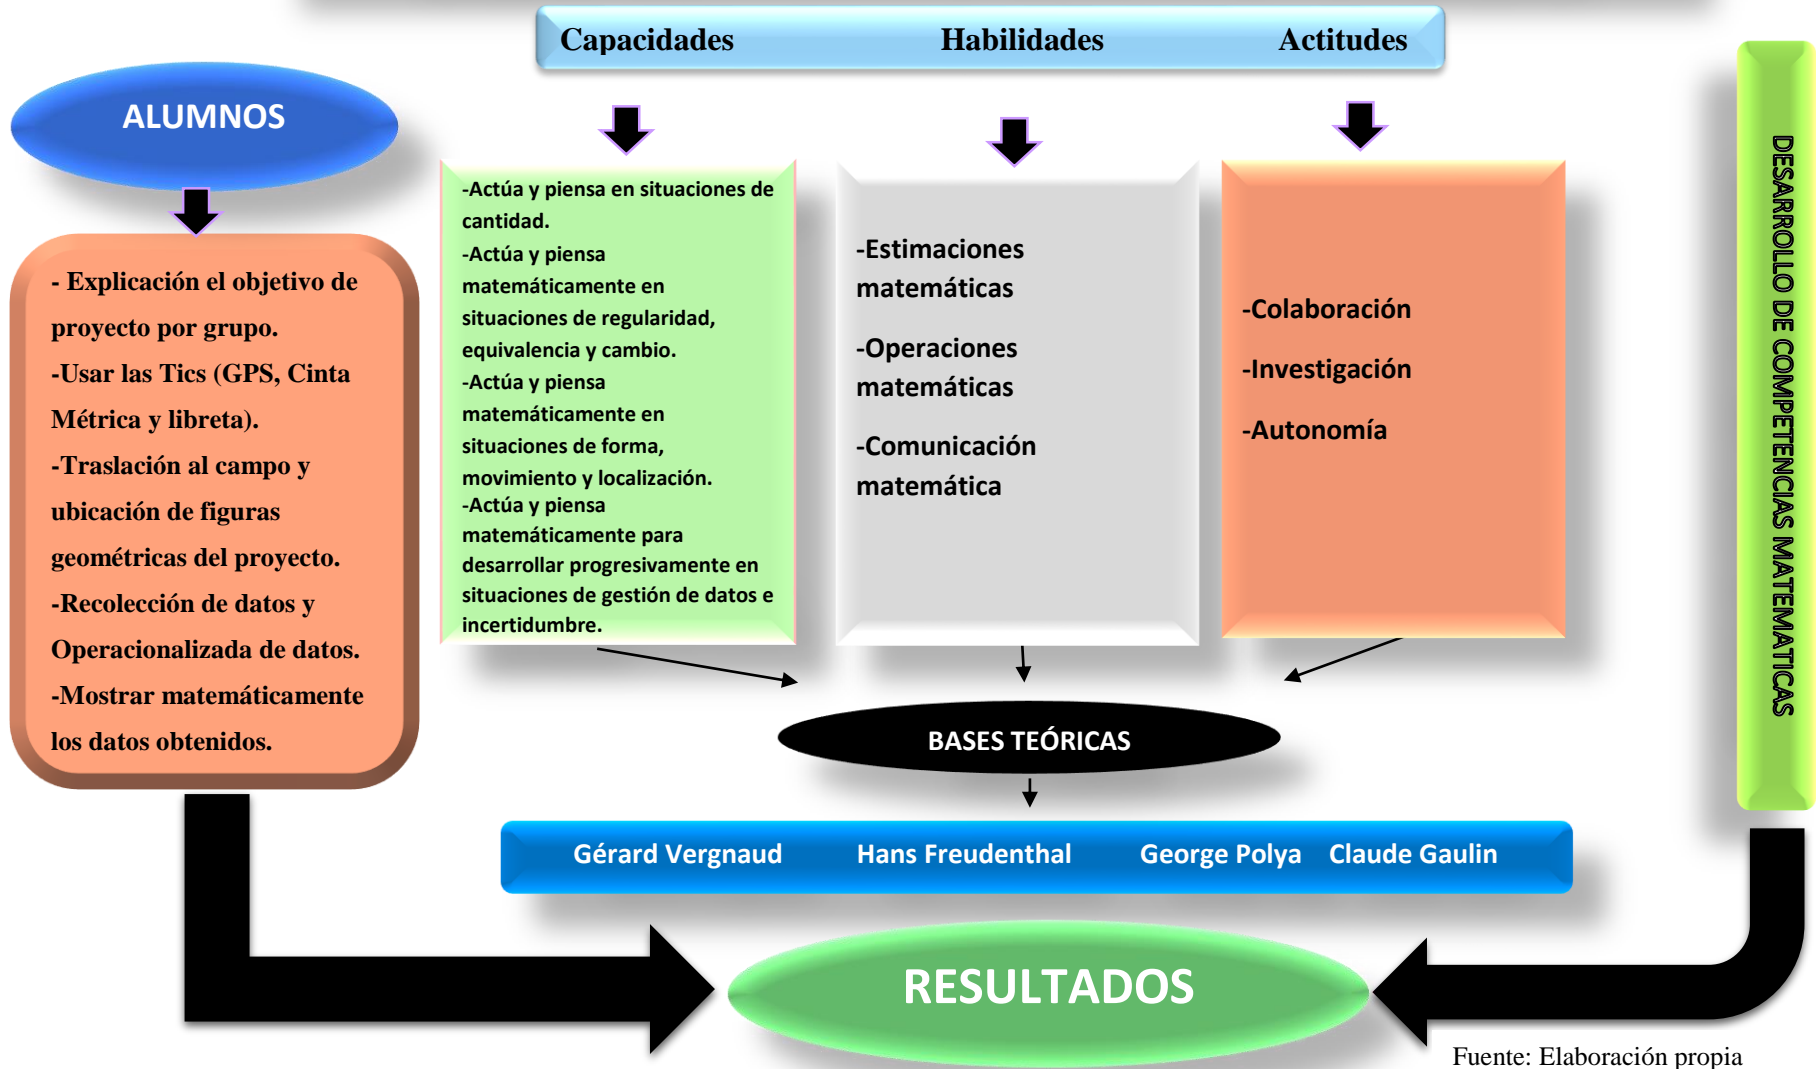 Capacidades Habilidades Actitudes
ALUMNOS
- Explicación el objetivo de
proyecto por grupo.
-Usar las Tics (GPS, Cinta
Métrica y libreta).
-Traslación al campo y
ubicación de figuras
geométricas del proyecto.
-Recolección de datos y
Operacionalizada de datos.
-Mostrar matemáticamente
los datos obtenidos.
-Actúa y piensa en situaciones de
cantidad.
-Actúa y piensa
matemáticamente en
situaciones de regularidad,
equivalencia y cambio.
-Actúa y piensa
matemáticamente en
situaciones de forma,
movimiento y localización.
-Actúa y piensa
matemáticamente para
desarrollar progresivamente en
situaciones de gestión de datos e
incertidumbre.
-Estimaciones
matemáticas
-Operaciones
matemáticas
-Comunicación
matemática
-Colaboración
-Investigación
-Autonomía
DESARROLLO DE COMPETENCIAS MATEMATICAS
BASES TEÓRICAS
Gérard Vergnaud Hans Freudenthal George Polya Claude Gaulin
RESULTADOS
Fuente: Elaboración propia